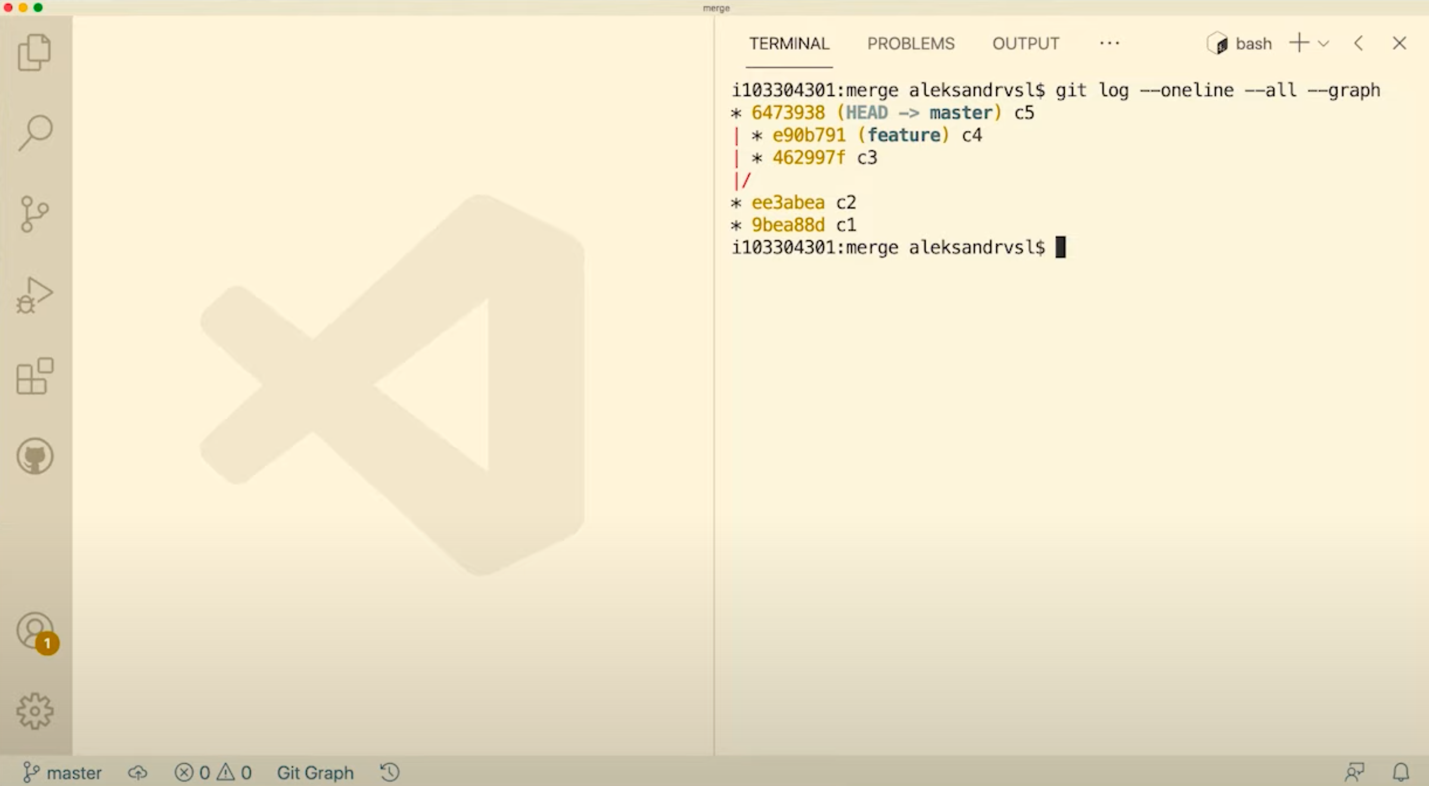 merge
TERMINAL PROBLEMS OUTPUT ··· bash
i103304301:merge aleksandrvsl$ git log --oneline --all --graph
* 6473938 (HEAD -> master) c5
| * e90b791 (feature) c4
| * 462997f c3
|/
* ee3abea c2
* 9bea88d c1
i103304301:merge aleksandrvsl$
1
master 0 0 Git Graph